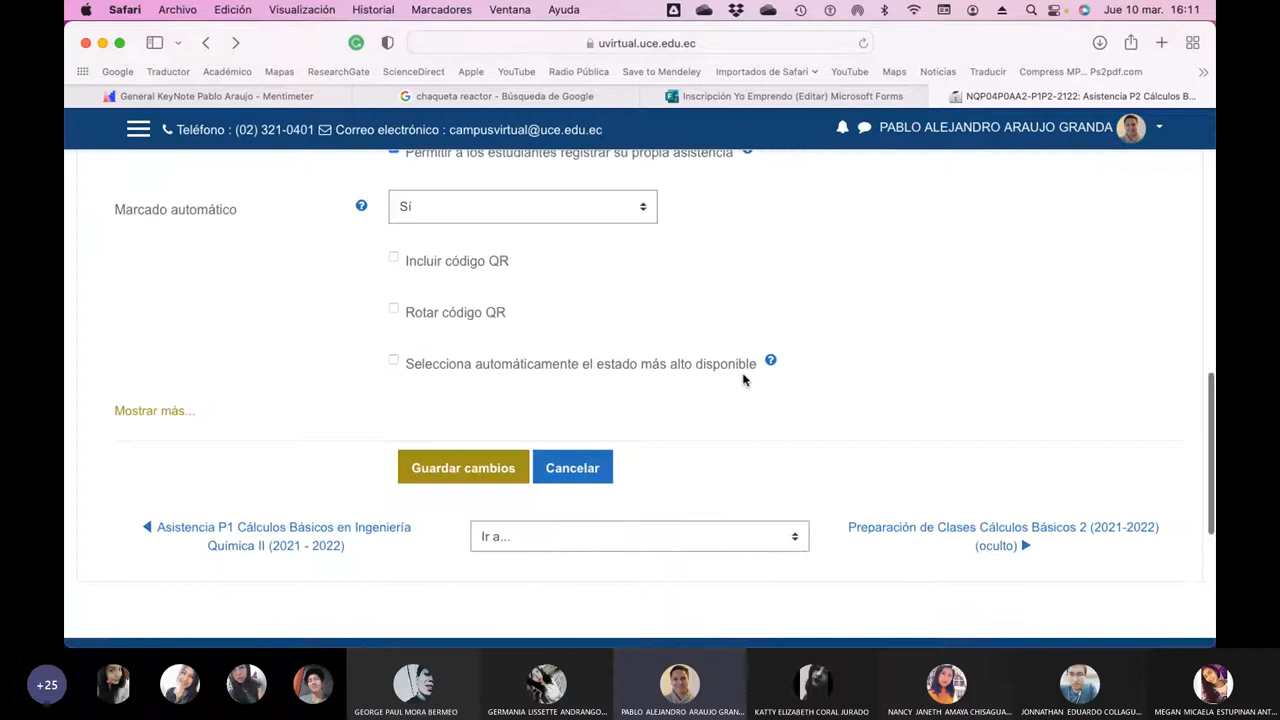 Safari Archivo Edición Visualización Historial Marcadores Ventana Ayuda Jue 10 mar. 16:11
uvirtual.uce.edu.ec
Google Traductor Académico Mapas ResearchGate ScienceDirect Apple YouTube Radio Pública Save to Mendeley Importados de Safari YouTube Maps Noticias Traducir Compress MP... Ps2pdf.com
General KeyNote Pablo Araujo - Mentimeter chaqueta reactor - Búsqueda de Google Inscripción Yo Emprendo (Editar) Microsoft Forms NQP04P0AA2-P1P2-2122: Asistencia P2 Cálculos B...
Teléfono : (02) 321-0401 Correo electrónico : campusvirtual@uce.edu.ec PABLO ALEJANDRO ARAUJO GRANDA
Permitir a los estudiantes registrar su propia asistencia
Marcado automático Sí
Incluir código QR
Rotar código QR
Selecciona automáticamente el estado más alto disponible
Mostrar más...
Guardar cambios Cancelar
Asistencia P1 Cálculos Básicos en Ingeniería
Química II (2021 - 2022)
Ir a...
Preparación de Clases Cálculos Básicos 2 (2021-2022)
(oculto)
+25
GEORGE PAUL MORA BERMEO GERMANIA LISSETTE ANDRANGO... PABLO ALEJANDRO ARAUJO GRAN... KATTY ELIZABETH CORAL JURADO NANCY JANETH AMAYA CHISAGUA... JONNATHAN EDUARDO COLLAGU... MEGAN MICAELA ESTUPINAN ANT...